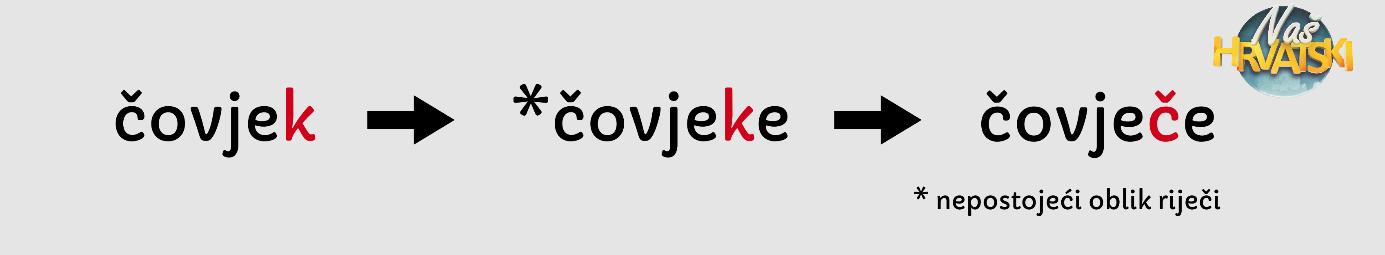 Naš
HRVATSKI
čovjek → *čovjeke → čovječe
* nepostojeći oblik riječi